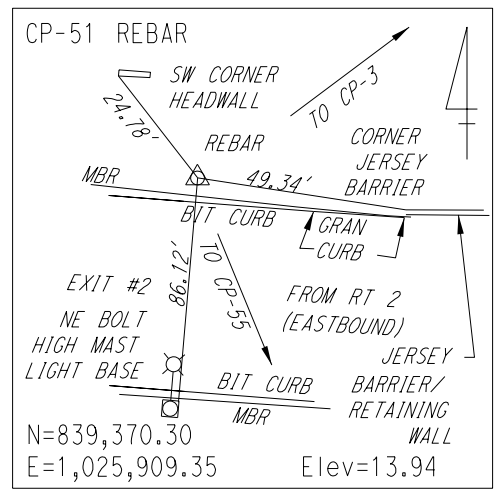 CP-51 REBAR
SW CORNER
HEADWALL
24.78'
TO CP-3
REBAR
CORNER
JERSEY
BARRIER
MBR
49.34'
BIT CURB
GRAN
CURB
86.12'
TO CP-55
EXIT #2
FROM RT 2
(EASTBOUND)
NE BOLT
HIGH MAST
LIGHT BASE
JERSEY
BARRIER/
RETAINING
WALL
BIT CURB
MBR
N=839,370.30
E=1,025,909.35
Elev=13.94